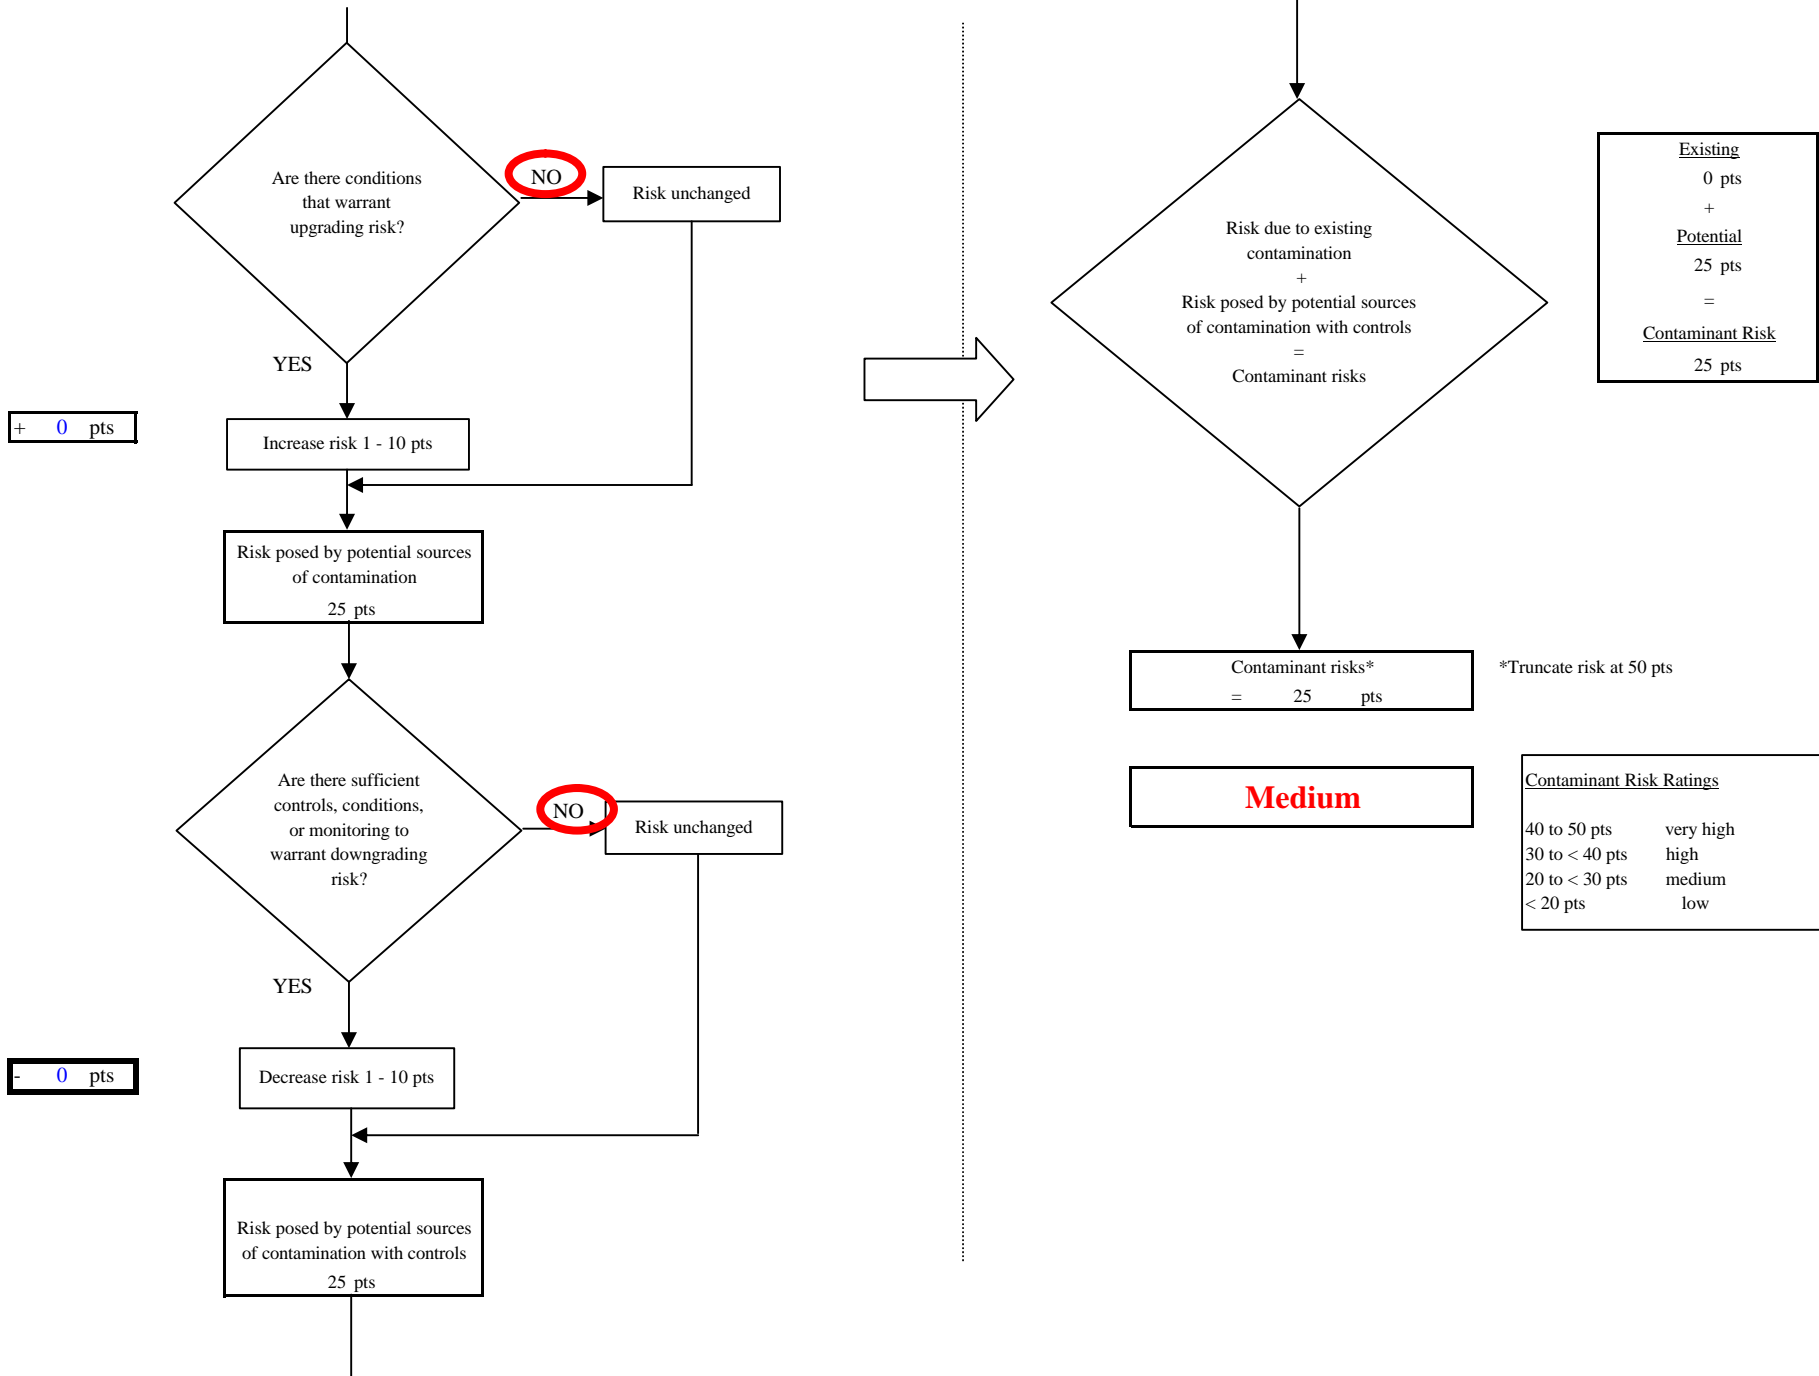 Are there conditions
that warrant
upgrading risk?
NO
Risk unchanged
YES
+ 0 pts
Increase risk 1 - 10 pts
Risk posed by potential sources
of contamination
25 pts
Are there sufficient
controls, conditions,
or monitoring to
warrant downgrading
risk?
NO
Risk unchanged
YES
- 0 pts
Decrease risk 1 - 10 pts
Risk posed by potential sources
of contamination with controls
25 pts
Risk due to existing
contamination
+
Risk posed by potential sources
of contamination with controls
=
Contaminant risks
Existing
0 pts
+
Potential
25 pts
=
Contaminant Risk
25 pts
Contaminant risks*
= 25 pts
*Truncate risk at 50 pts
Medium
Contaminant Risk Ratings
40 to 50 pts very high
30 to < 40 pts high
20 to < 30 pts medium
< 20 pts low